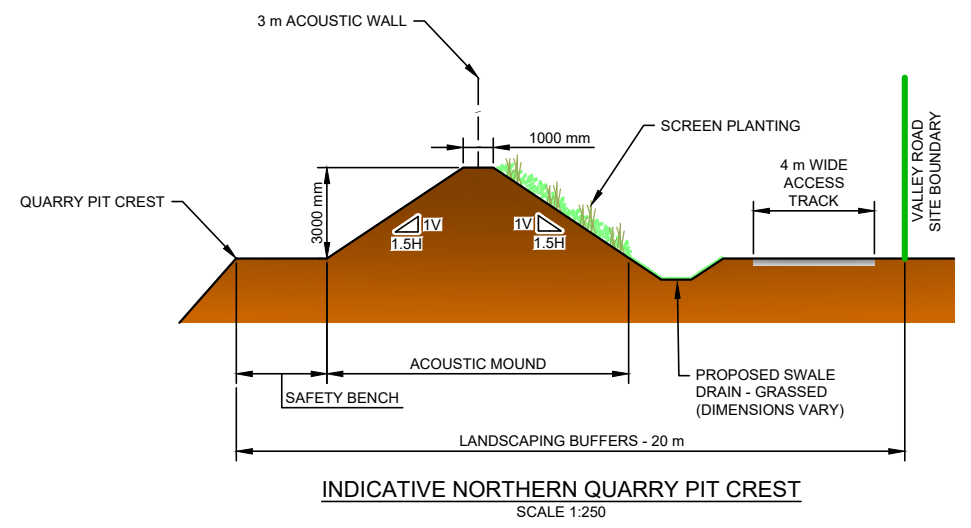 3 m ACOUSTIC WALL
1000 mm
SCREEN PLANTING
4 m WIDE
ACCESS
TRACK
VALLEY ROAD
SITE BOUNDARY
QUARRY PIT CREST
3000 mm
1V
1.5H
1V
1.5H
ACOUSTIC MOUND
SAFETY BENCH
PROPOSED SWALE
DRAIN - GRASSED
(DIMENSIONS VARY)
LANDSCAPING BUFFERS - 20 m
INDICATIVE NORTHERN QUARRY PIT CREST
SCALE 1:250